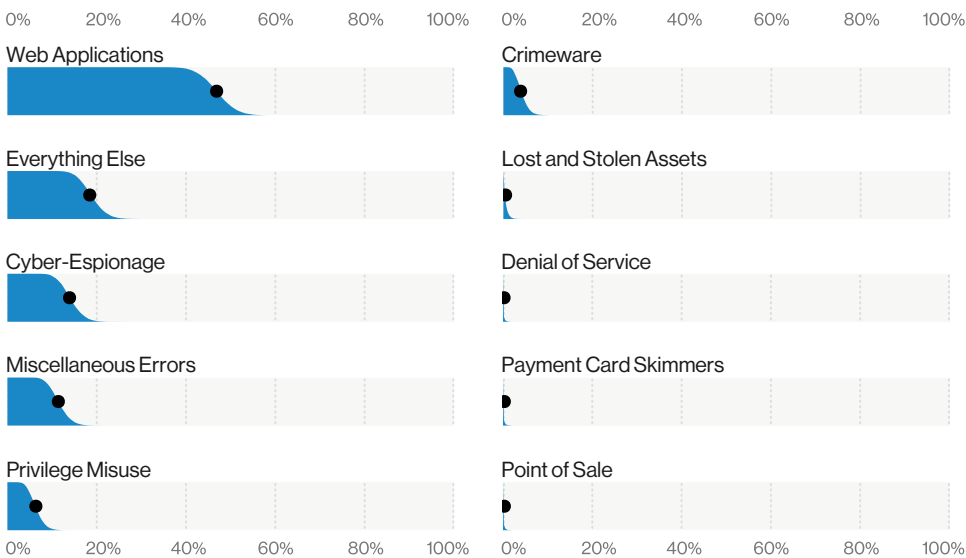 0% 20% 40% 60% 80% 100%
Web Applications
Everything Else
Cyber-Espionage
Miscellaneous Errors
Privilege Misuse
0% 20% 40% 60% 80% 100%
0% 20% 40% 60% 80% 100%
Crimeware
Lost and Stolen Assets
Denial of Service
Payment Card Skimmers
Point of Sale
0% 20% 40% 60% 80% 100%